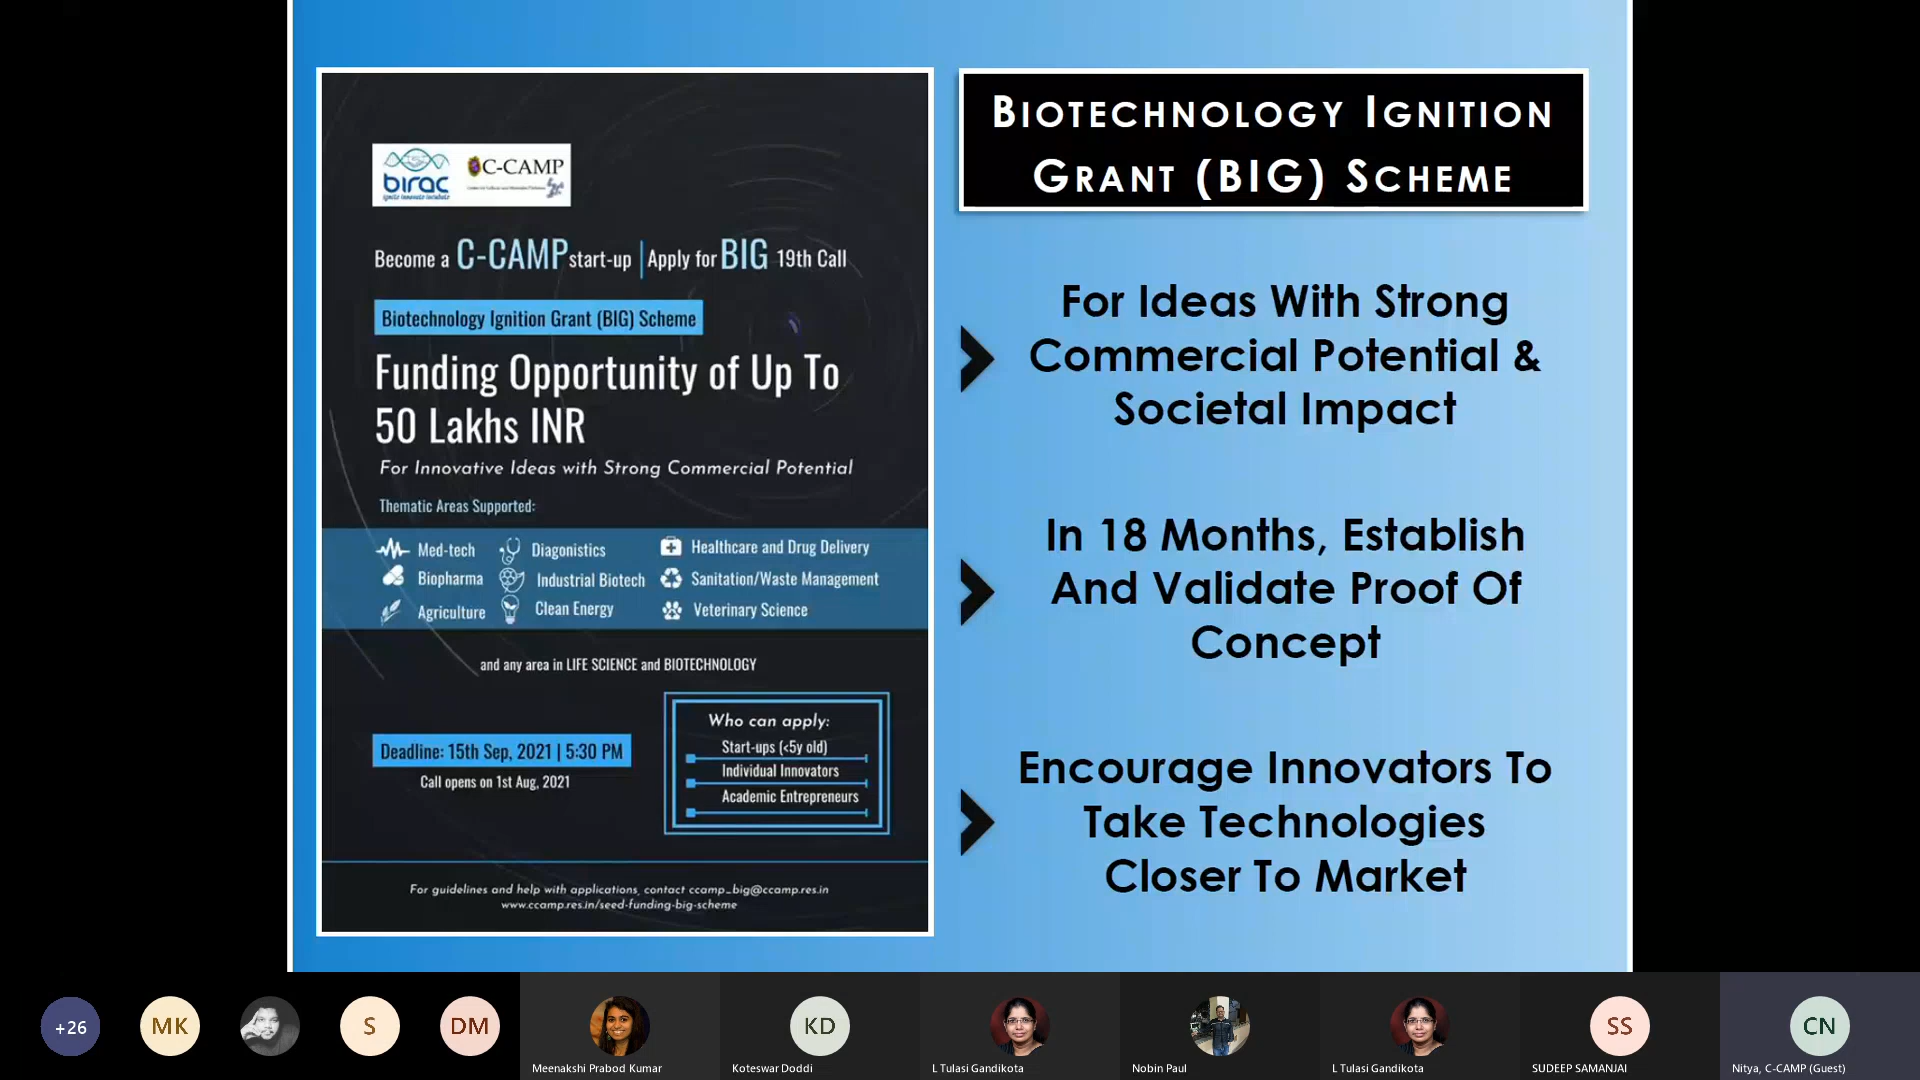 birac
ignite innovate incubate
C-CAMP
Become a C-CAMP start-up | Apply for BIG 19th Call
Biotechnology Ignition Grant (BIG) Scheme
Funding Opportunity of Up To
50 Lakhs INR
For Innovative Ideas with Strong Commercial Potential
Thematic Areas Supported:
Med-tech Diagonistics Healthcare and Drug Delivery
Biopharma Industrial Biotech Sanitation/Waste Management
Agriculture Clean Energy Veterinary Science
and any area in LIFE SCIENCE and BIOTECHNOLOGY
Deadline: 15th Sep, 2021 | 5:30 PM
Call opens on 1st Aug, 2021
Who can apply:
Start-ups (<5y old)
Individual Innovators
Academic Entrepreneurs
For guidelines and help with applications, contact ccamp_big@ccamp.res.in
www.ccamp.res.in/seed-funding-big-scheme
BIOTECHNOLOGY IGNITION
GRANT (BIG) SCHEME
For Ideas With Strong
Commercial Potential &
Societal Impact
In 18 Months, Establish
And Validate Proof Of
Concept
Encourage Innovators To
Take Technologies
Closer To Market
+26 MK S DM KD SS CN
Meenakshi Prabod Kumar Koteswar Doddi L Tulasi Gandikota Nobin Paul L Tulasi Gandikota SUDEEP SAMANJAI Nitya, C-CAMP (Guest)